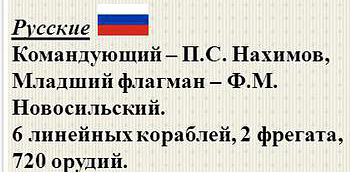 Русские
Командующий – П.С. Нахимов,
Младший флагман – Ф.М.
Новосильский.
6 линейных кораблей, 2 фрегата,
720 орудий.